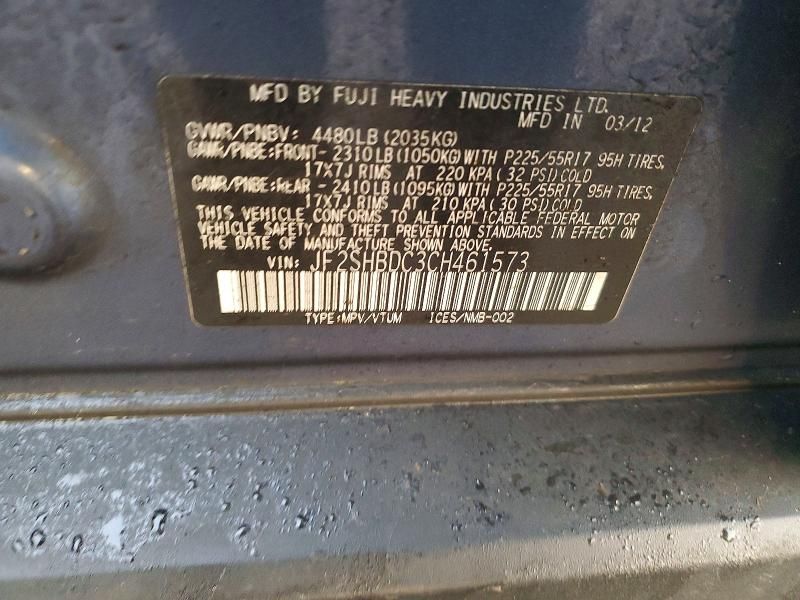 MFD BY FUJI HEAVY INDUSTRIES LTD.
MFD IN 03/12
GVWR/PNBV: 4480LB (2035KG)
GAWR/PNBE:FRONT- 2310LB (1050KG) WITH P225/55R17 95H TIRES,
17X7J RIMS AT 220 KPA (32 PSI) COLD
GAWR/PNBE:REAR - 2410LB (1095KG) WITH P225/55R17 95H TIRES,
17X7J RIMS AT 210 KPA (30 PSI) COLD
THIS VEHICLE CONFORMS TO ALL APPLICABLE FEDERAL MOTOR
VEHICLE SAFETY AND THEFT PREVENTION STANDARDS IN EFFECT ON
THE DATE OF MANUFACTURE SHOWN ABOVE.
VIN: JF2SHBDC3CH461573
TYPE:MPV/VTUM ICES/NMB-002